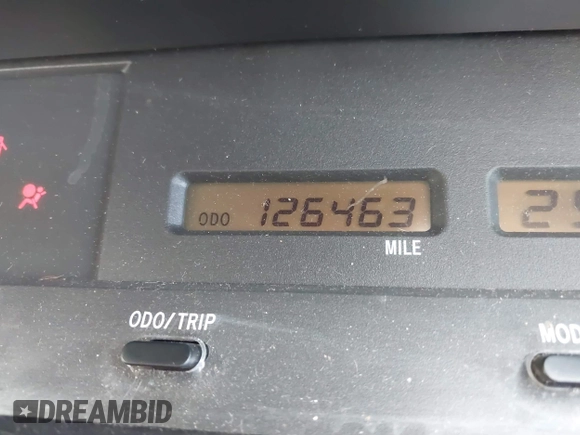 ODO 126463
MILE
ODO/TRIP
DREAMBID